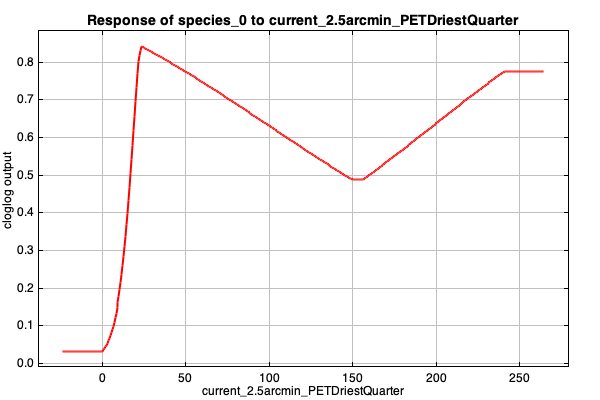 Response of species_0 to current_2.5arcmin_PETDriestQuarter
cloglog output
0.8
0.7
0.6
0.5
0.4
0.3
0.2
0.1
0.0
0 50 100 150 200 250
current_2.5arcmin_PETDriestQuarter